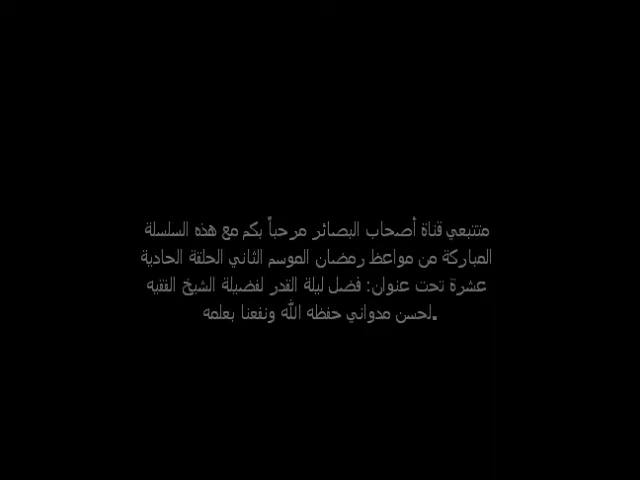 متتبعي قناة أصحاب البصائر مرحباً بكم مع هذه السلسلة
المباركة من مواعظ رمضان الموسم الثاني الحلقة الحادية
عشرة تحت عنوان: فضل ليلة القدر لفضيلة الشيخ الفقيه
لحسن مدواني حفظه الله ونفعنا بعلمه.